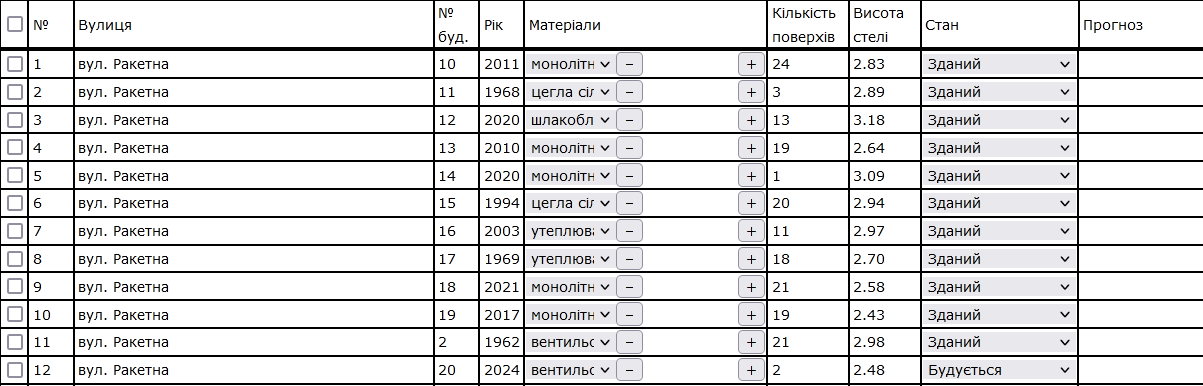 № Вулиця № буд. Рік Матеріали Кількість поверхів Висота стелі Стан Прогноз
1 вул. Ракетна 10 2011 монолітн − + 24 2.83 Зданий
2 вул. Ракетна 11 1968 цегла сіл − + 3 2.89 Зданий
3 вул. Ракетна 12 2020 шлакобл − + 13 3.18 Зданий
4 вул. Ракетна 13 2010 монолітн − + 19 2.64 Зданий
5 вул. Ракетна 14 2020 монолітн − + 1 3.09 Зданий
6 вул. Ракетна 15 1994 цегла сіл − + 20 2.94 Зданий
7 вул. Ракетна 16 2003 утеплюва − + 11 2.97 Зданий
8 вул. Ракетна 17 1969 утеплюва − + 18 2.70 Зданий
9 вул. Ракетна 18 2021 монолітн − + 21 2.58 Зданий
10 вул. Ракетна 19 2017 монолітн − + 19 2.43 Зданий
11 вул. Ракетна 2 1962 вентильо − + 21 2.98 Зданий
12 вул. Ракетна 20 2024 вентильо − + 2 2.48 Будується